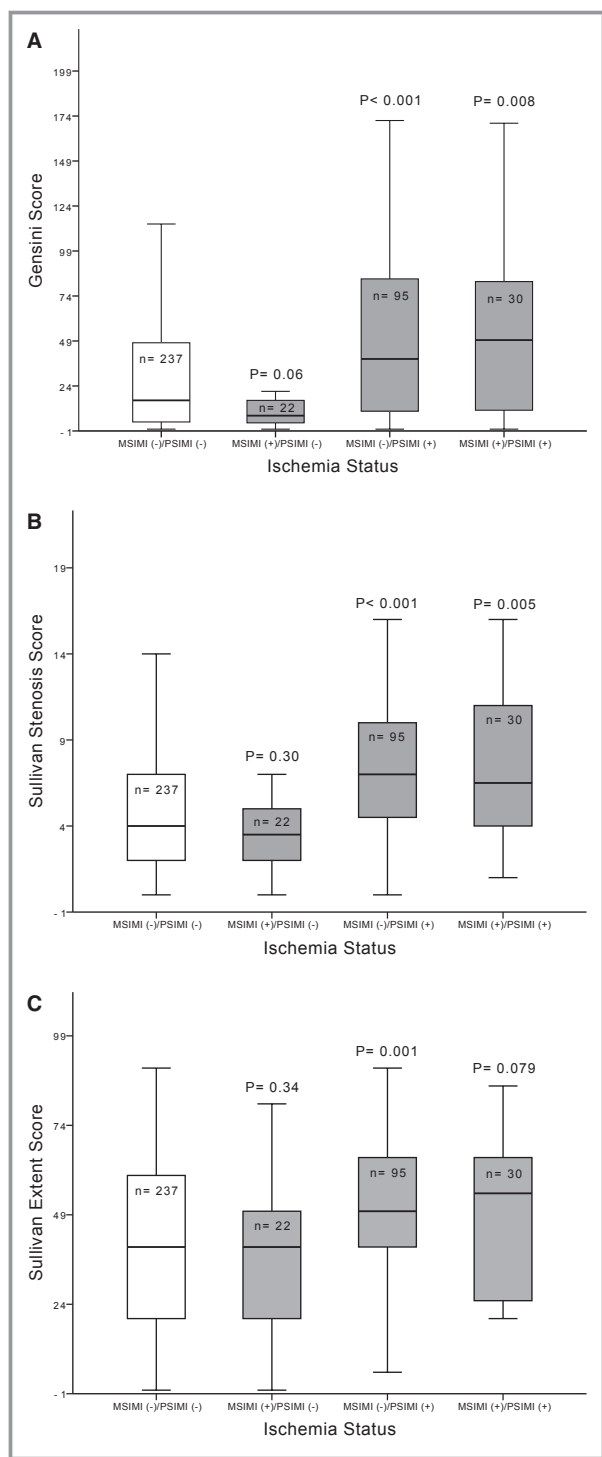 A
199
174
149
124
99
74
49
24
-1
Gensini Score
n= 237
P= 0.06
n= 22
P< 0.001
n= 95
P= 0.008
n= 30
MSIMI (-)/PSIMI (-) MSIMI (+)/PSIMI (-) MSIMI (-)/PSIMI (+) MSIMI (+)/PSIMI (+)
Ischemia Status
B
19
14
9
4
-1
Sullivan Stenosis Score
n= 237
P= 0.30
n= 22
P< 0.001
n= 95
P= 0.005
n= 30
MSIMI (-)/PSIMI (-) MSIMI (+)/PSIMI (-) MSIMI (-)/PSIMI (+) MSIMI (+)/PSIMI (+)
Ischemia Status
C
99
74
49
24
-1
Sullivan Extent Score
n= 237
P= 0.34
n= 22
P= 0.001
n= 95
P= 0.079
n= 30
MSIMI (-)/PSIMI (-) MSIMI (+)/PSIMI (-) MSIMI (-)/PSIMI (+) MSIMI (+)/PSIMI (+)
Ischemia Status